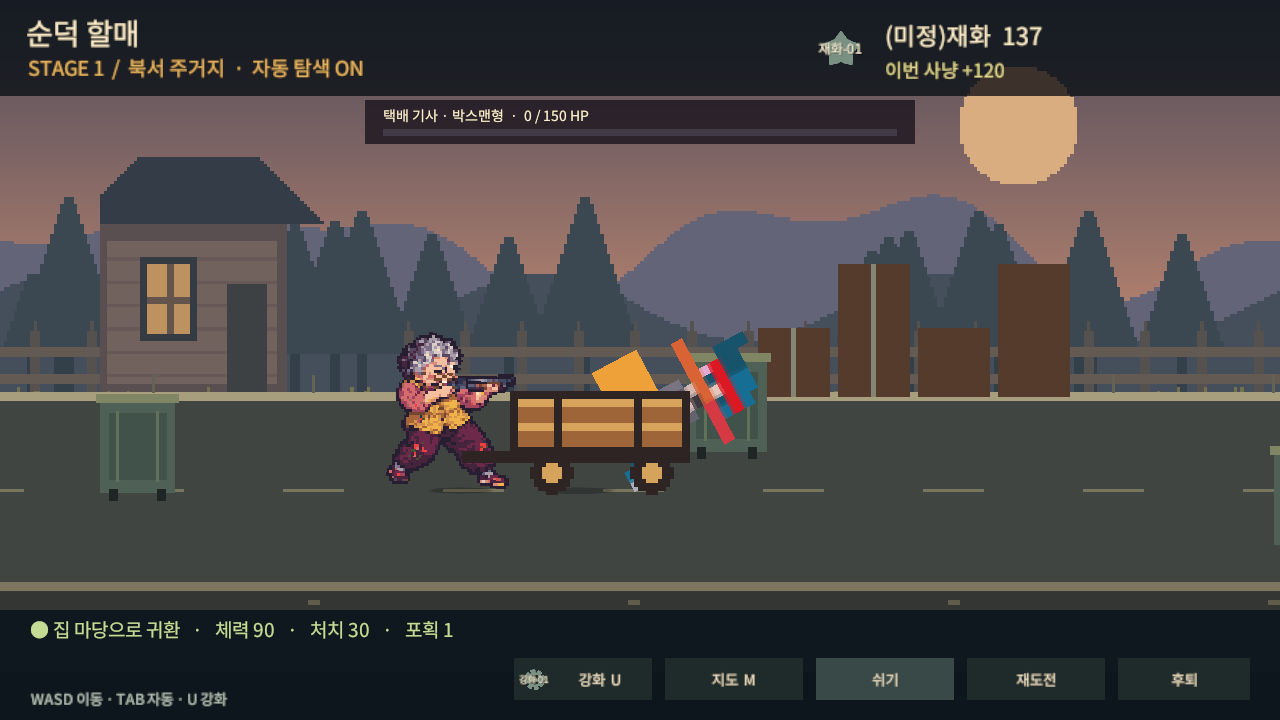 순덕 할매
STAGE 1 / 북서 주거지 · 자동 탐색 ON
재화-01
(미정)재화 137
이번 사냥 +120
택배 기사 · 박스맨형 · 0 / 150 HP
집 마당으로 귀환 · 체력 90 · 처치 30 · 포획 1
강화 U
지도 M
쉬기
재도전
후퇴
WASD 이동 · TAB 자동 · U 강화